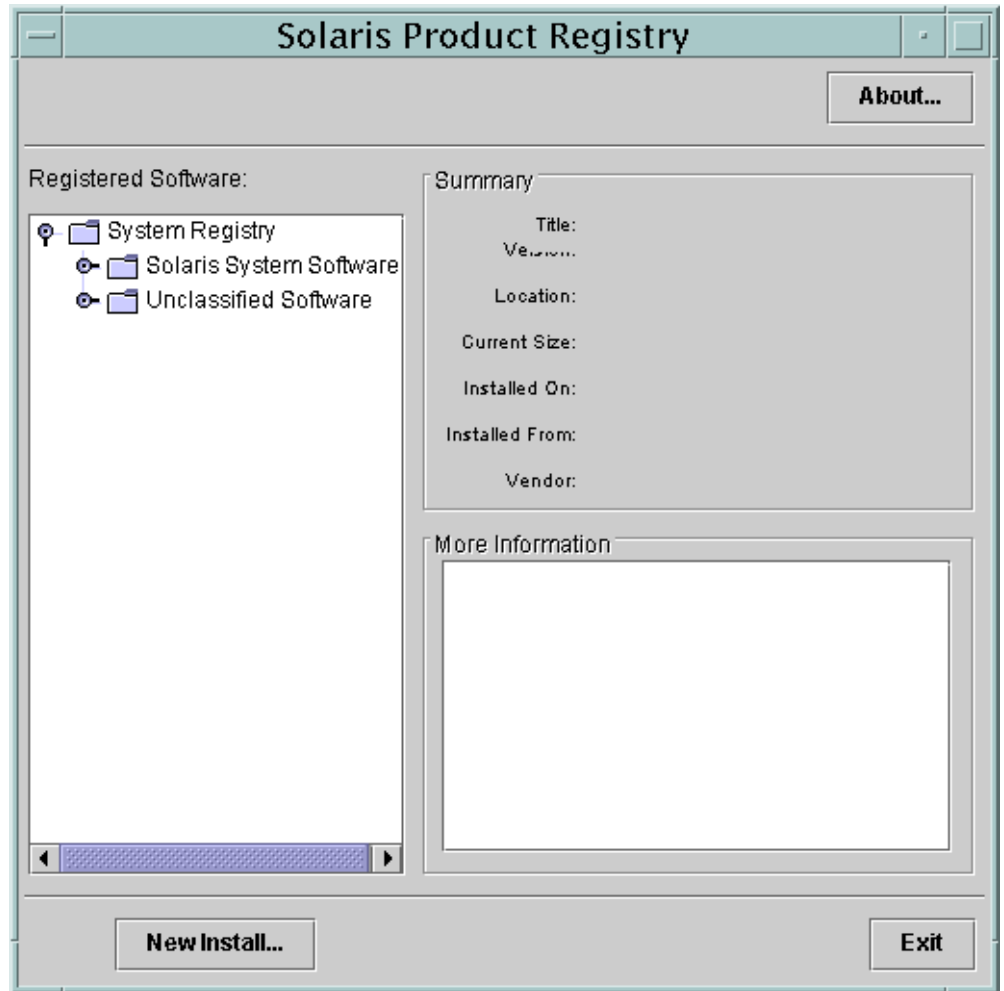 Solaris Product Registry
About...
Registered Software:
System Registry
Solaris System Software
Unclassified Software
Summary
Title:
Location:
Current Size:
Installed On:
Installed From:
Vendor:
More Information
New Install...
Exit